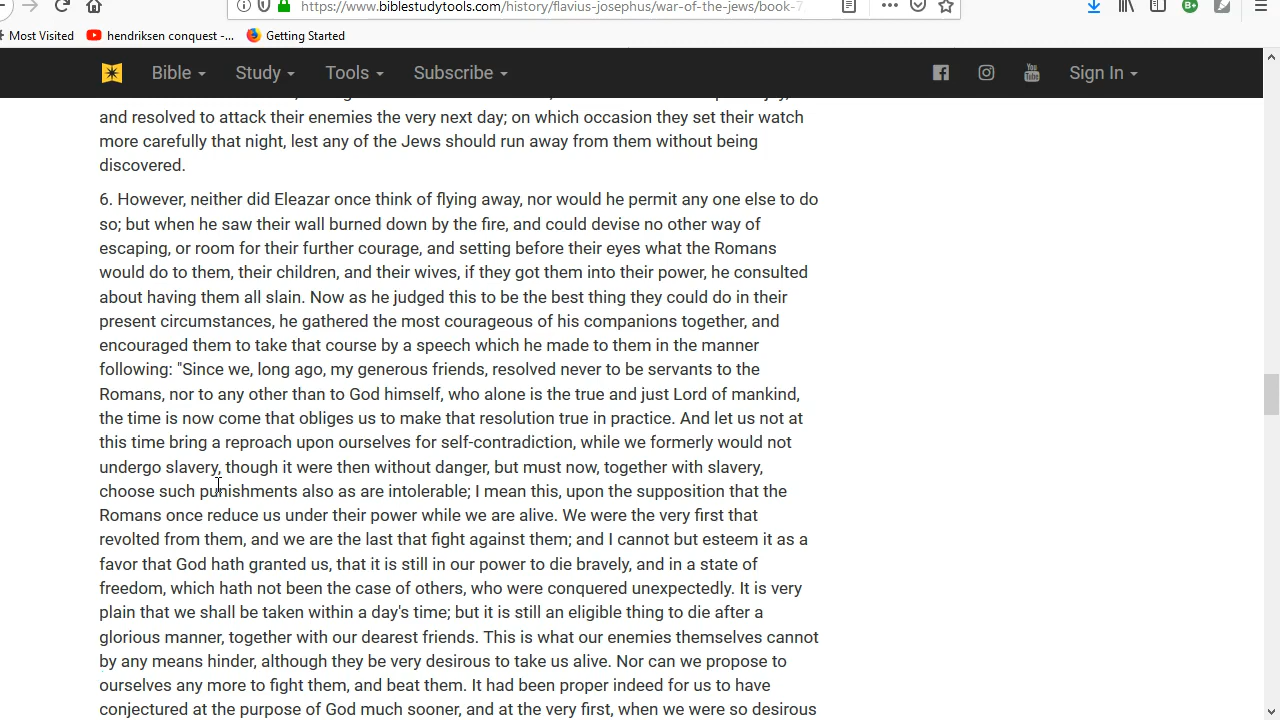 https://www.biblestudytools.com/history/flavius-josephus/war-of-the-jews/book-7
Most Visited hendriksen conquest -... Getting Started
Bible Study Tools Subscribe Sign In
and resolved to attack their enemies the very next day; on which occasion they set their watch
more carefully that night, lest any of the Jews should run away from them without being
discovered.
6. However, neither did Eleazar once think of flying away, nor would he permit any one else to do
so; but when he saw their wall burned down by the fire, and could devise no other way of
escaping, or room for their further courage, and setting before their eyes what the Romans
would do to them, their children, and their wives, if they got them into their power, he consulted
about having them all slain. Now as he judged this to be the best thing they could do in their
present circumstances, he gathered the most courageous of his companions together, and
encouraged them to take that course by a speech which he made to them in the manner
following: "Since we, long ago, my generous friends, resolved never to be servants to the
Romans, nor to any other than to God himself, who alone is the true and just Lord of mankind,
the time is now come that obliges us to make that resolution true in practice. And let us not at
this time bring a reproach upon ourselves for self-contradiction, while we formerly would not
undergo slavery, though it were then without danger, but must now, together with slavery,
choose such punishments also as are intolerable; I mean this, upon the supposition that the
Romans once reduce us under their power while we are alive. We were the very first that
revolted from them, and we are the last that fight against them; and I cannot but esteem it as a
favor that God hath granted us, that it is still in our power to die bravely, and in a state of
freedom, which hath not been the case of others, who were conquered unexpectedly. It is very
plain that we shall be taken within a day's time; but it is still an eligible thing to die after a
glorious manner, together with our dearest friends. This is what our enemies themselves cannot
by any means hinder, although they be very desirous to take us alive. Nor can we propose to
ourselves any more to fight them, and beat them. It had been proper indeed for us to have
conjectured at the purpose of God much sooner, and at the very first, when we were so desirous